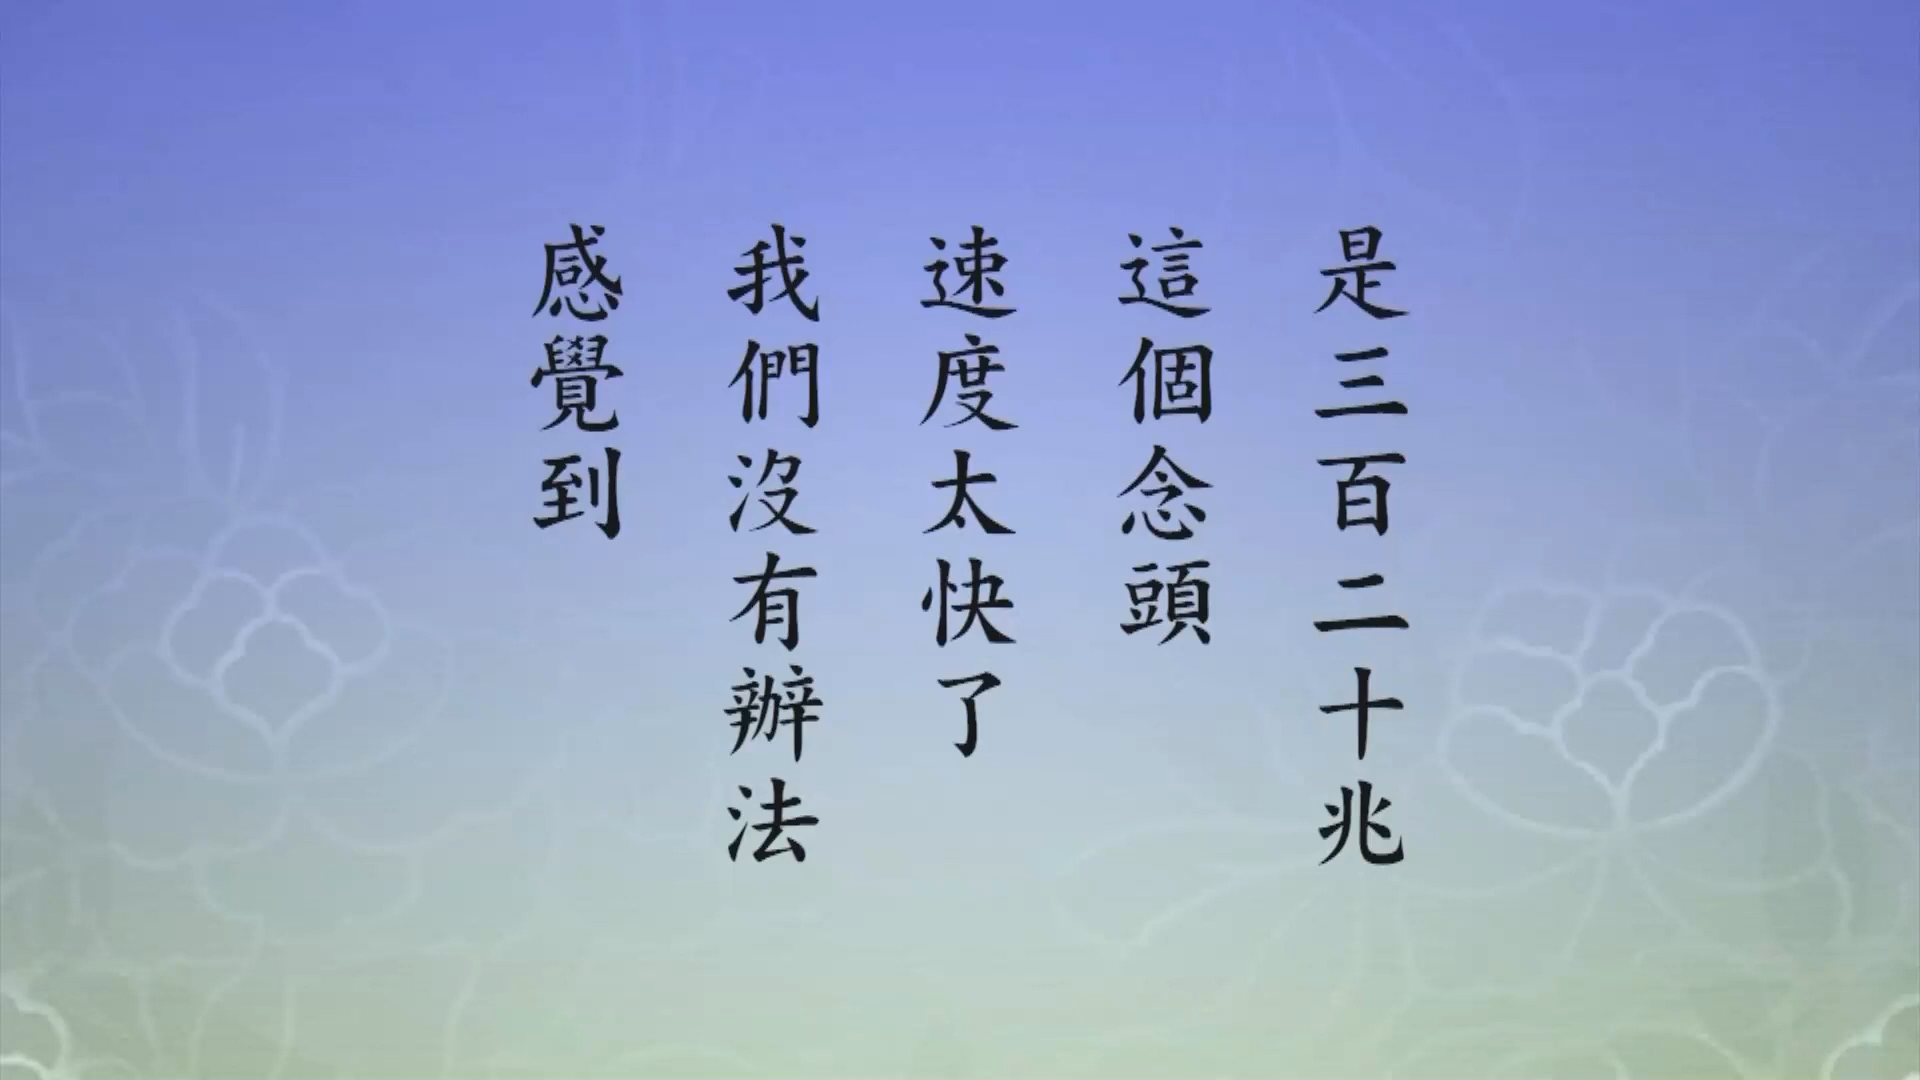 是三百二十兆
這個念頭
速度太快了
我們沒有辦法
感覺到